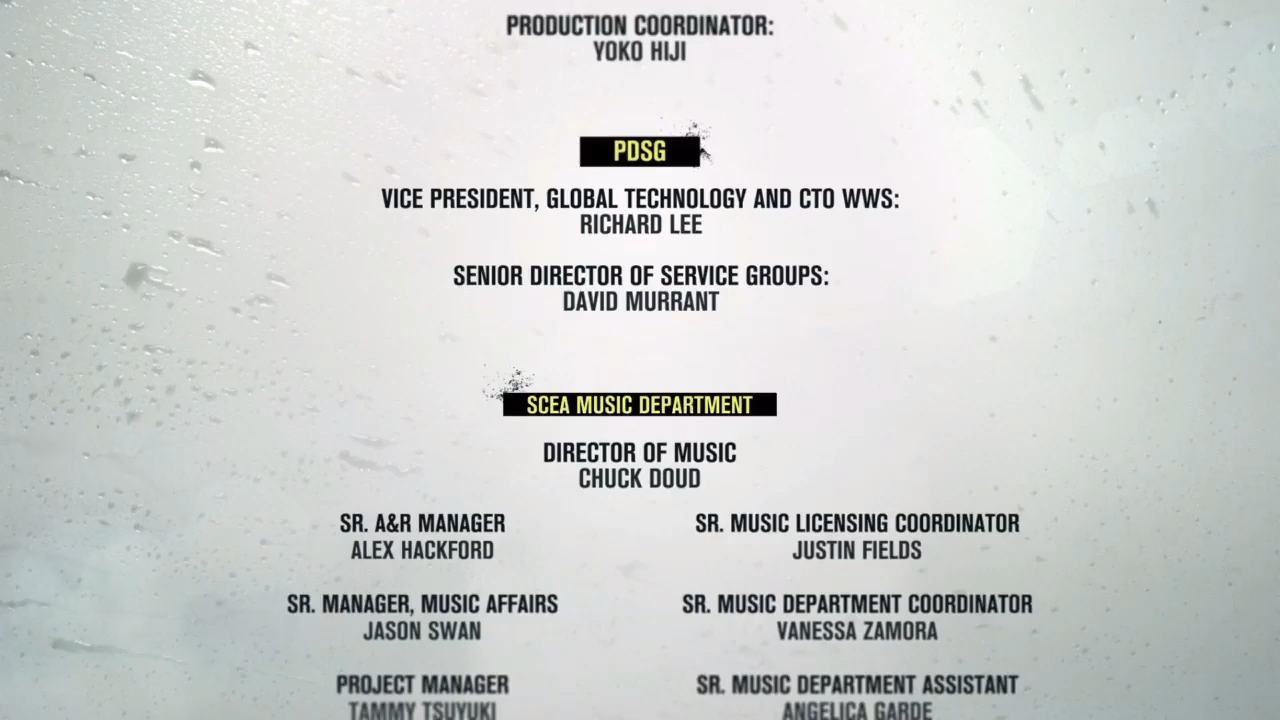 PRODUCTION COORDINATOR:
YOKO HIJI
PDSG
VICE PRESIDENT, GLOBAL TECHNOLOGY AND CTO WWS:
RICHARD LEE
SENIOR DIRECTOR OF SERVICE GROUPS:
DAVID MURRANT
SCEA MUSIC DEPARTMENT
DIRECTOR OF MUSIC
CHUCK DOUD
SR. A&R MANAGER
ALEX HACKFORD
SR. MUSIC LICENSING COORDINATOR
JUSTIN FIELDS
SR. MANAGER, MUSIC AFFAIRS
JASON SWAN
SR. MUSIC DEPARTMENT COORDINATOR
VANESSA ZAMORA
PROJECT MANAGER
TAMMY TSUYUKI
SR. MUSIC DEPARTMENT ASSISTANT
ANGELICA GARDE